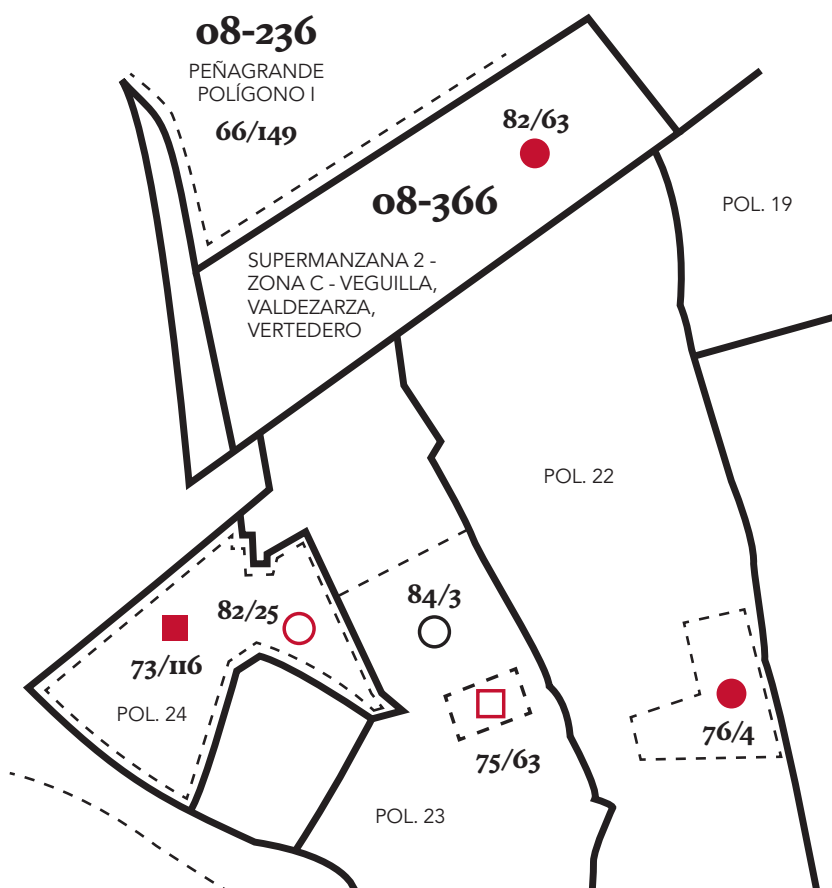 08-236
PEÑAGRANDE
POLÍGONO I
66/149
82/63
08-366
POL. 19
SUPERMANZANA 2 -
ZONA C - VEGUILLA,
VALDEZARZA,
VERTEDERO
POL. 22
84/3
82/25
73/116
POL. 24
76/4
75/63
POL. 23